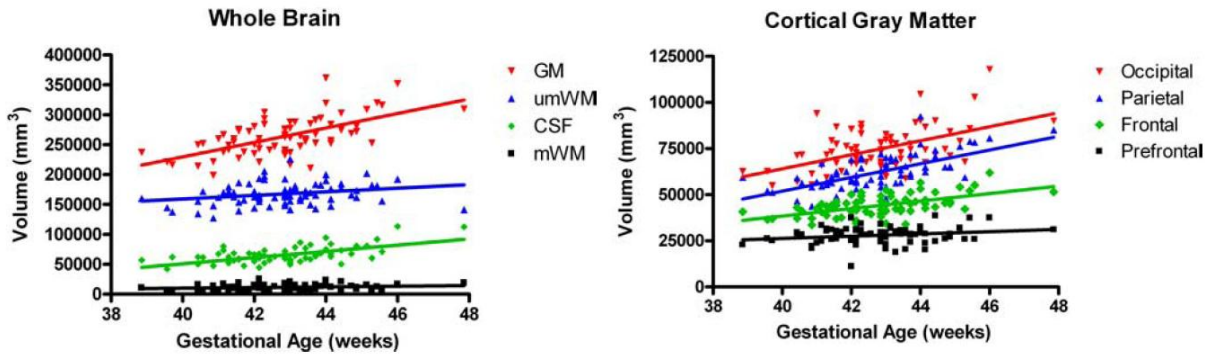 Whole Brain
Volume (mm³)
400000
350000
300000
250000
200000
150000
100000
50000
0
38
40
42
44
46
48
Gestational Age (weeks)
GM
umWM
CSF
mWM
Cortical Gray Matter
Volume (mm³)
125000
100000
75000
50000
25000
0
38
40
42
44
46
48
Gestational Age (weeks)
Occipital
Parietal
Frontal
Prefrontal